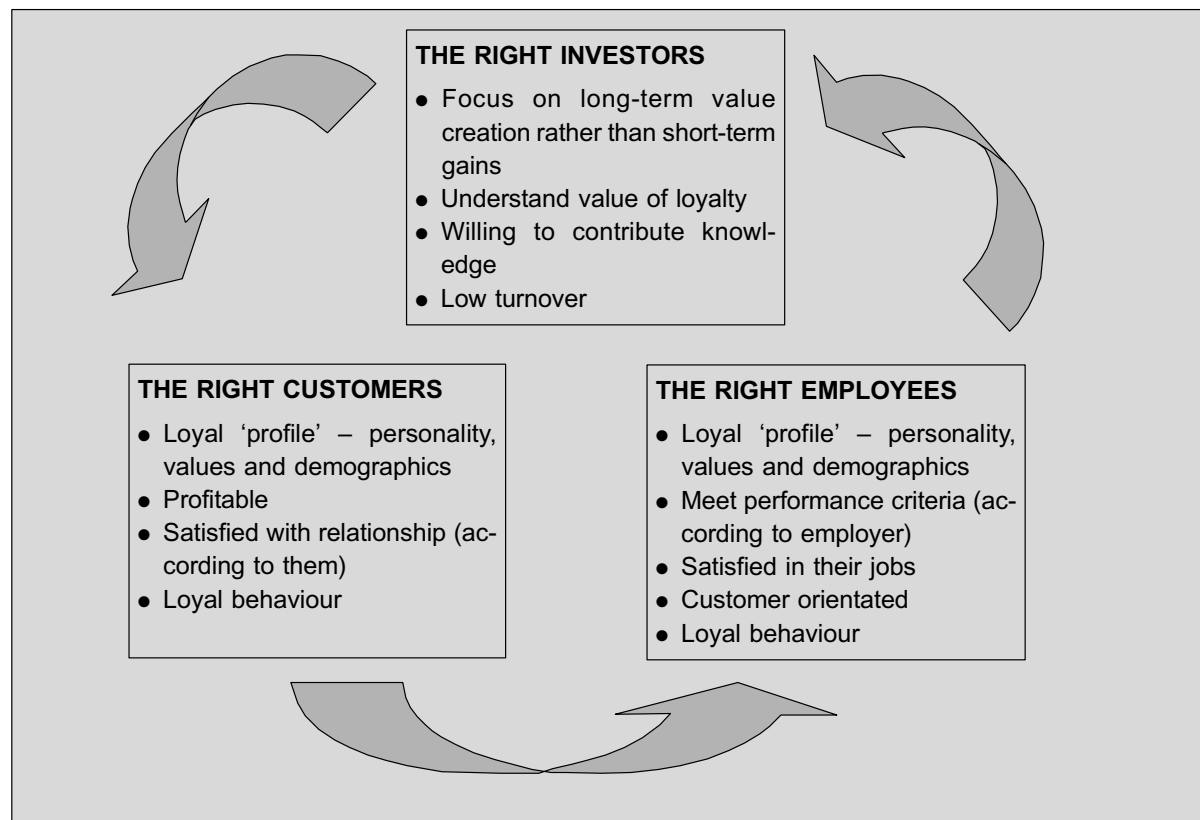 THE RIGHT INVESTORS
● Focus on long-term value
creation rather than short-term
gains
● Understand value of loyalty
● Willing to contribute knowl-
edge
● Low turnover
THE RIGHT CUSTOMERS
● Loyal ‘profile’ – personality,
values and demographics
● Profitable
● Satisfied with relationship (ac-
cording to them)
● Loyal behaviour
THE RIGHT EMPLOYEES
● Loyal ‘profile’ – personality,
values and demographics
● Meet performance criteria (ac-
cording to employer)
● Satisfied in their jobs
● Customer orientated
● Loyal behaviour